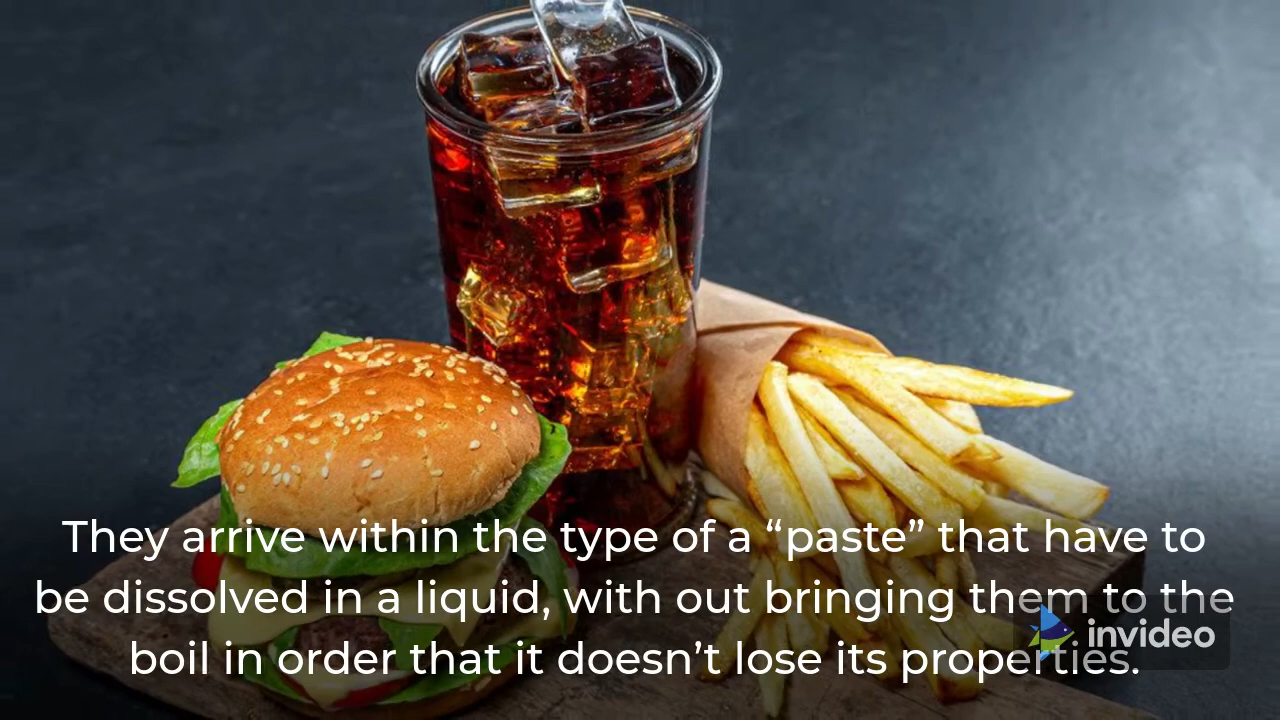 They arrive within the type of a “paste” that have to
be dissolved in a liquid, with out bringing them to the
boil in order that it doesn’t lose its properties.
invideo